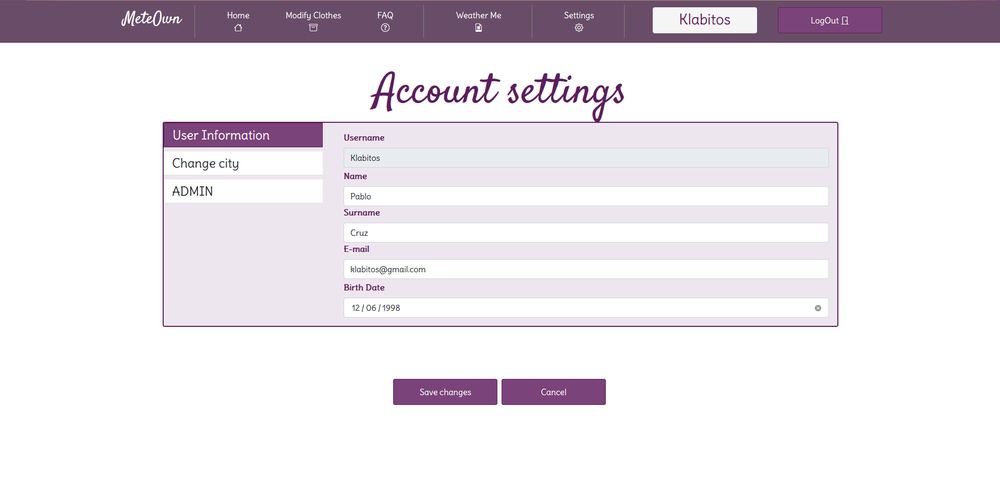 MeteOwn
Home
Modify Clothes
FAQ
Weather Me
Settings
Klabitos
LogOut
Account settings
User Information
Change city
ADMIN
Username
Klabitos
Name
Pablo
Surname
Cruz
E-mail
klabitos@gmail.com
Birth Date
12 / 06 / 1998
Save changes
Cancel